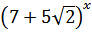 (7 + 5√2)ˣ